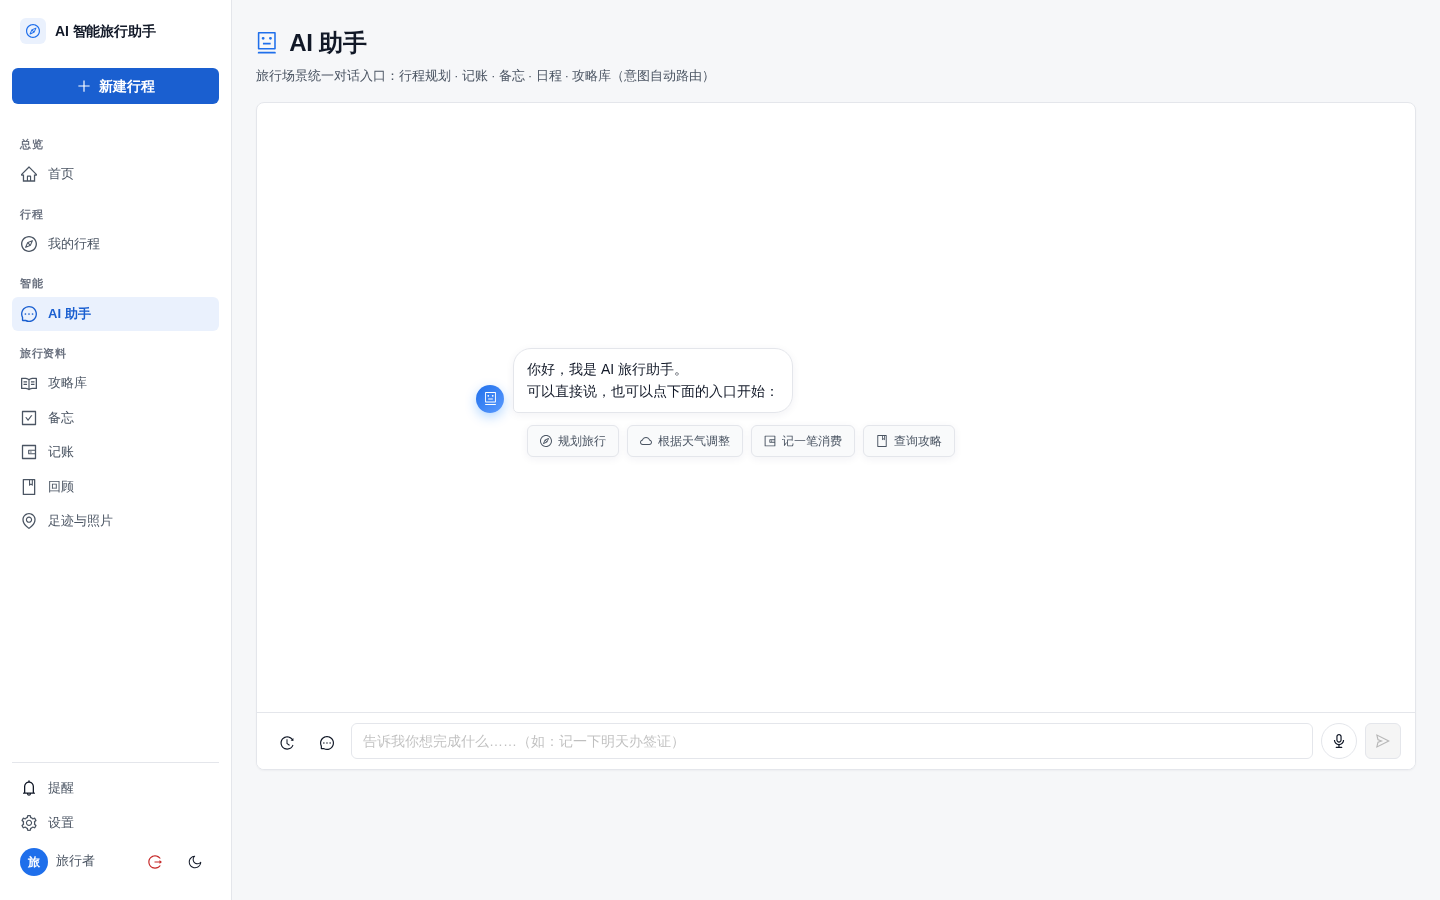 AI 智能旅行助手
新建行程
总览
首页
行程
我的行程
智能
AI 助手
旅行资料
攻略库
备忘
记账
回顾
足迹与照片
提醒
设置
旅 旅行者
AI 助手
旅行场景统一对话入口：行程规划 · 记账 · 备忘 · 日程 · 攻略库（意图自动路由）
你好，我是 AI 旅行助手。
可以直接说，也可以点下面的入口开始：
规划旅行 根据天气调整 记一笔消费 查询攻略
告诉我你想完成什么……（如：记一下明天办签证）